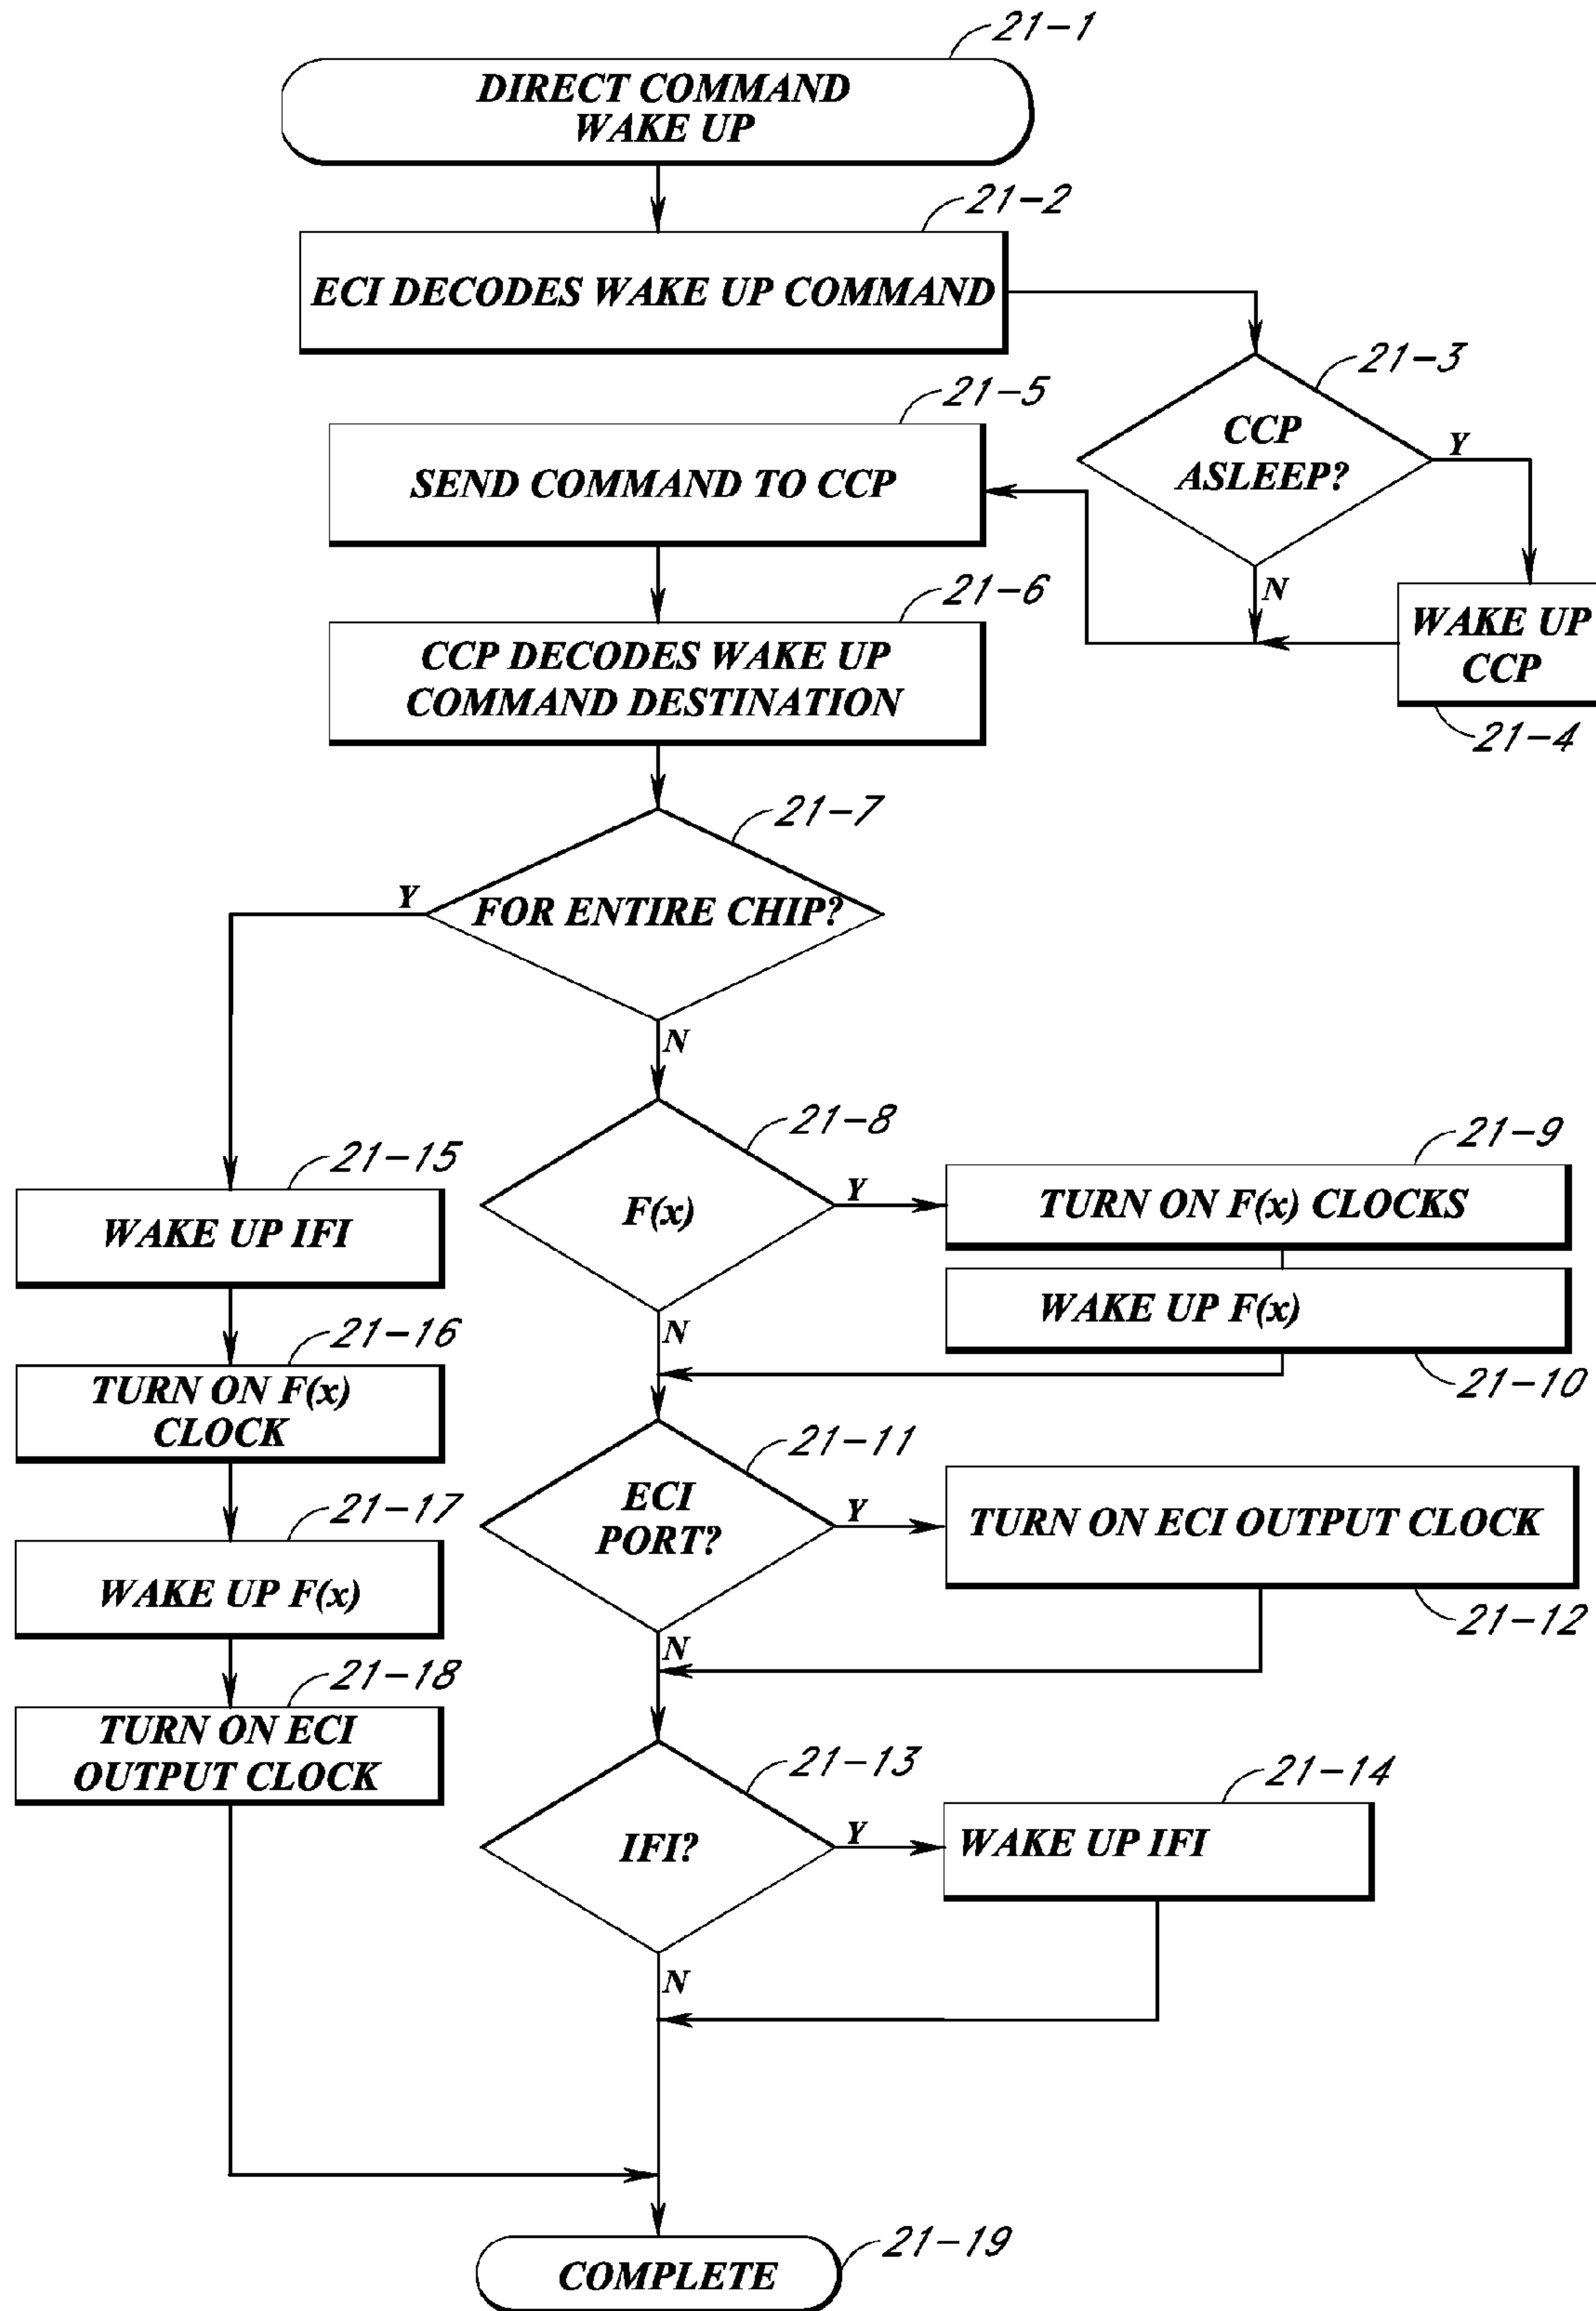 21-1
DIRECT COMMAND
WAKE UP
21-2
ECI DECODES WAKE UP COMMAND
21-3
CCP
ASLEEP?
Y
N
WAKE UP
CCP
21-4
21-5
SEND COMMAND TO CCP
21-6
CCP DECODES WAKE UP
COMMAND DESTINATION
21-7
FOR ENTIRE CHIP?
Y
N
21-8
F(x)
Y
N
21-9
TURN ON F(x) CLOCKS
WAKE UP F(x)
21-10
21-11
ECI
PORT?
Y
N
TURN ON ECI OUTPUT CLOCK
21-12
21-13
IFI?
Y
N
21-14
WAKE UP IFI
21-15
WAKE UP IFI
21-16
TURN ON F(x)
CLOCK
21-17
WAKE UP F(x)
21-18
TURN ON ECI
OUTPUT CLOCK
21-19
COMPLETE